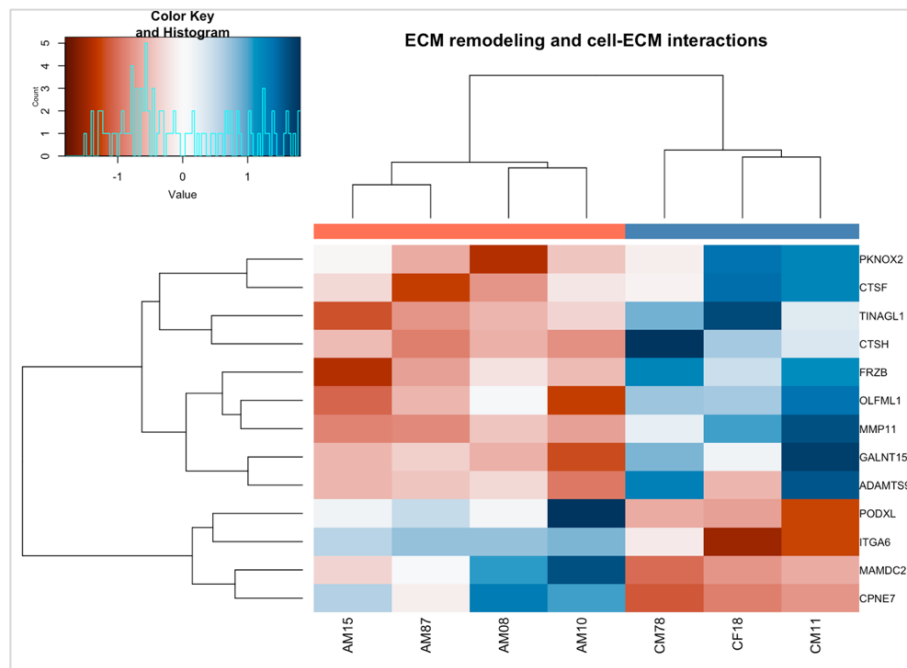 Color Key
and Histogram
ECM remodeling and cell-ECM interactions
Count
5
4
3
2
1
0
-1
0
1
Value
PKNOX2
CTSF
TINAGL1
CTSH
FRZB
OLFML1
MMP11
GALNT15
ADAMTS9
PODXL
ITGA6
MAMDC2
CPNE7
AM15
AM87
AM08
AM10
CM78
CF18
CM11